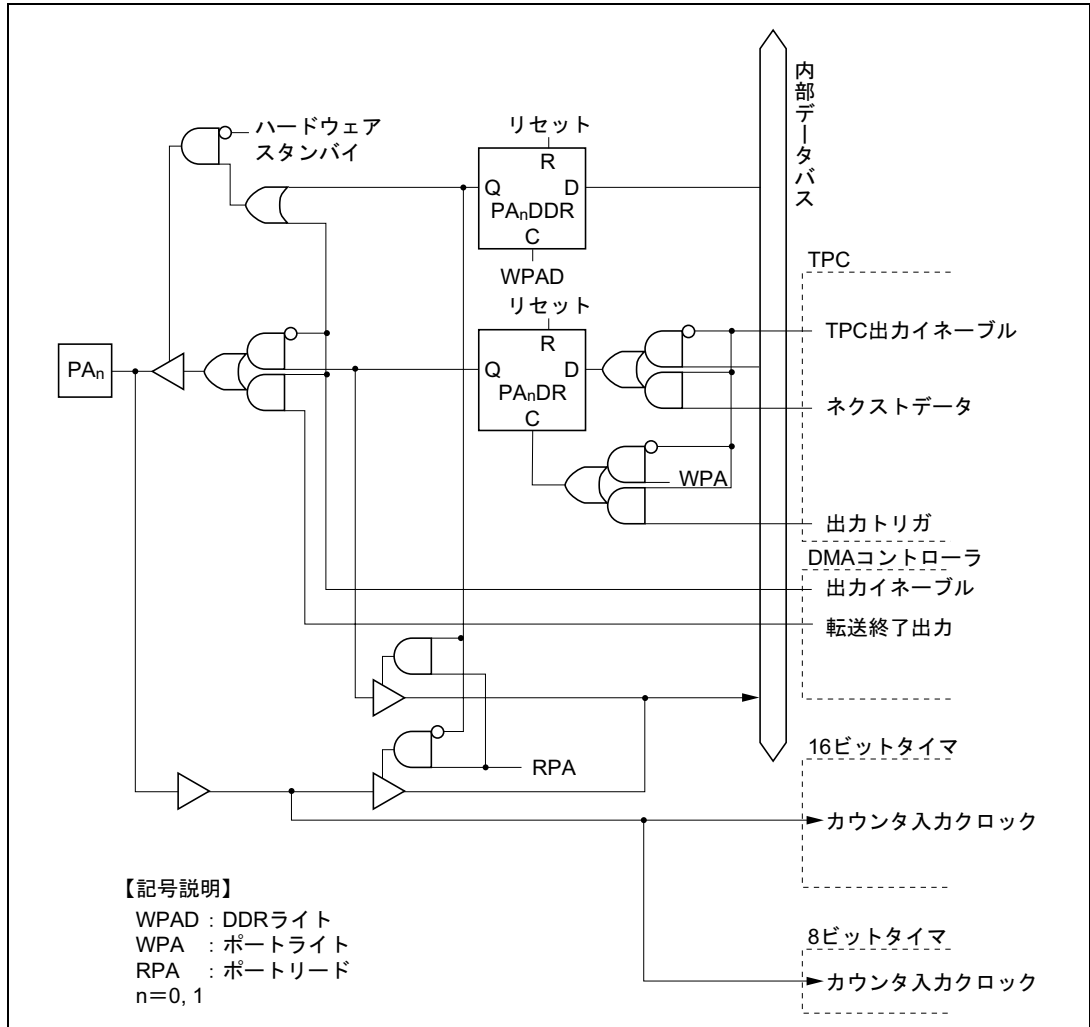 内部データバス
ハードウェア
スタンバイ
リセット
R
Q D
PAnDDR
C
WPAD
TPC
リセット
R
Q D
PAnDR
C
TPC出力イネーブル
PAn
ネクストデータ
WPA
出力トリガ
DMAコントローラ
出力イネーブル
転送終了出力
RPA
16ビットタイマ
カウンタ入力クロック
【記号説明】
WPAD：DDRライト
WPA ：ポートライト
RPA ：ポートリード
n＝0, 1
8ビットタイマ
カウンタ入力クロック